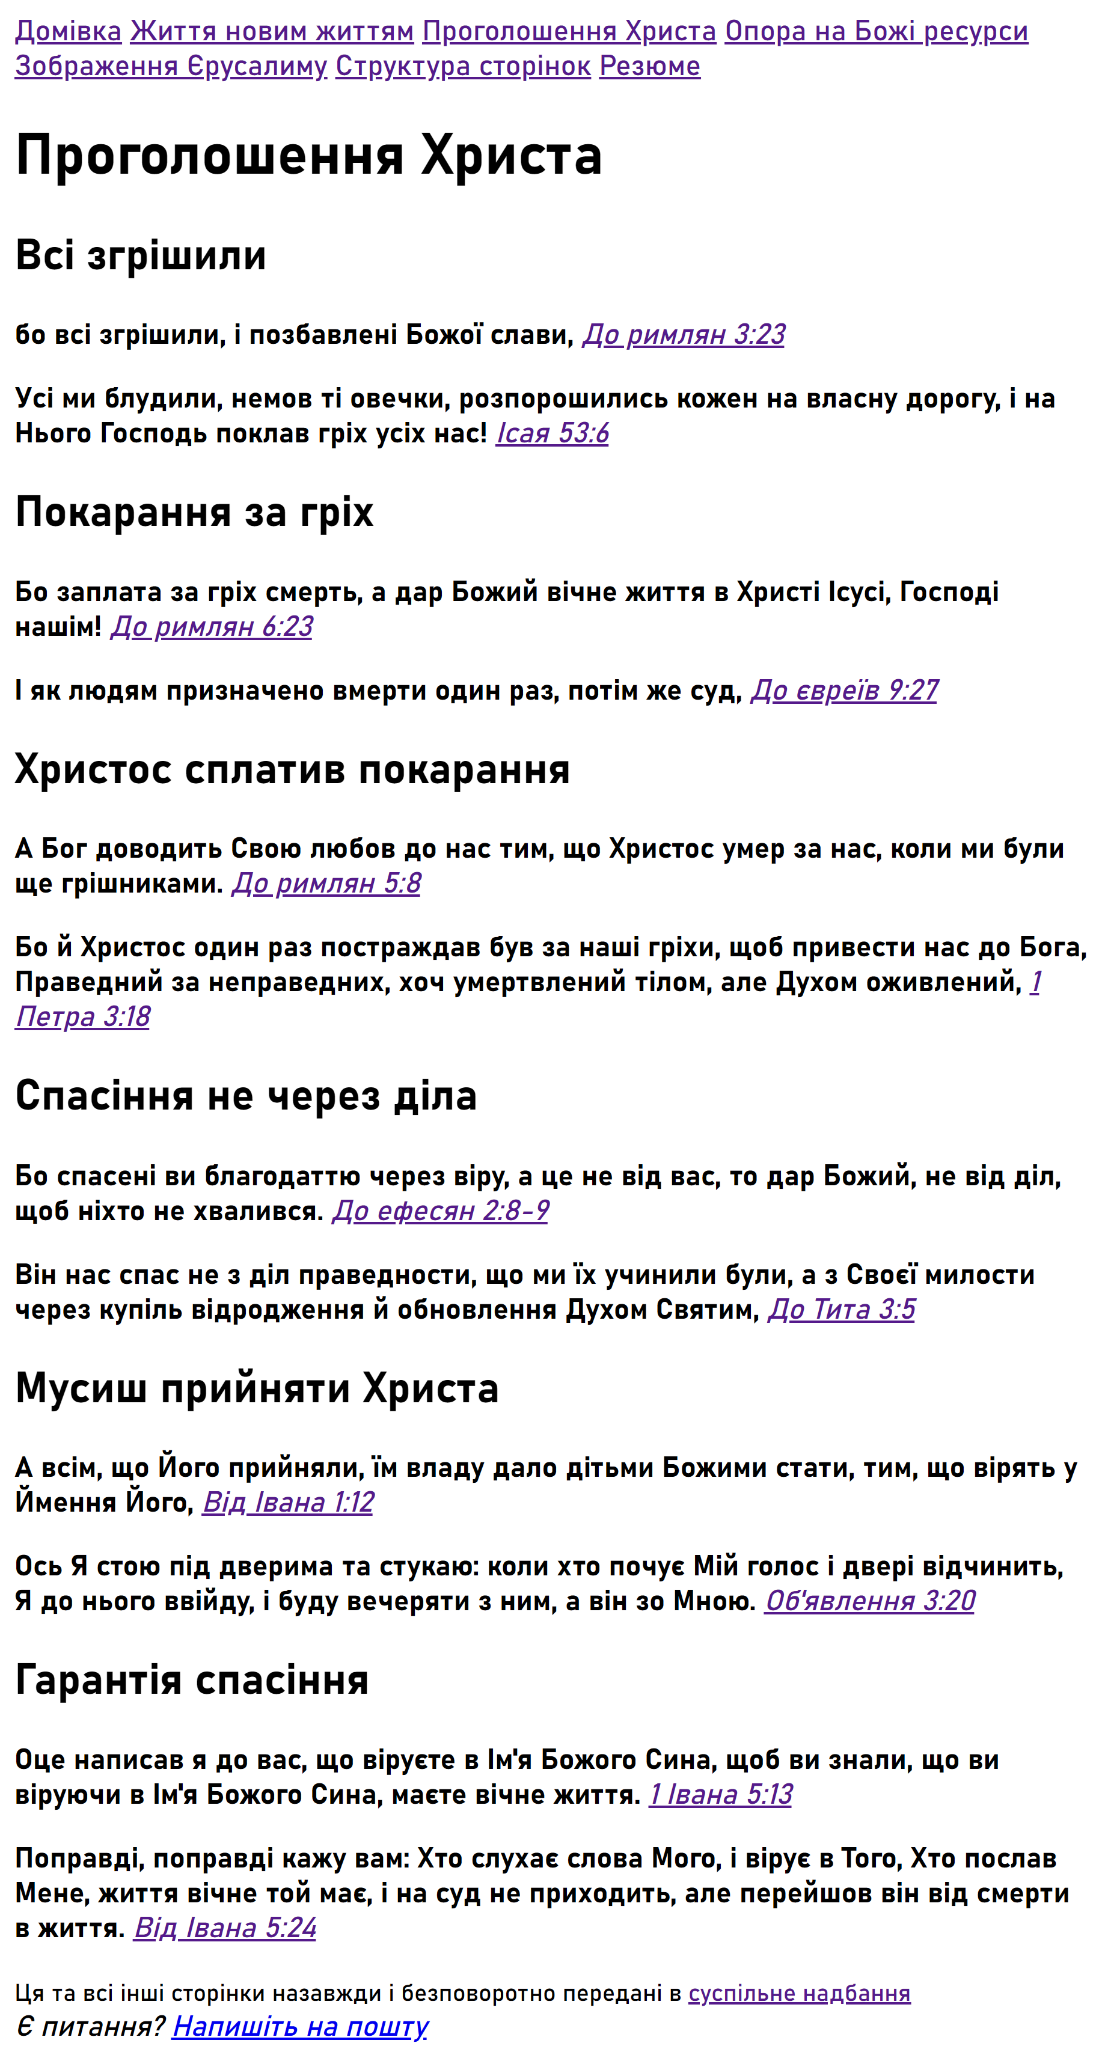 Домівка Життя новим життям Проголошення Христа Опора на Божі ресурси
Зображення Єрусалиму Структура сторінок Резюме
Проголошення Христа
Всі згрішили
бо всі згрішили, і позбавлені Божої слави, До римлян 3:23
Усі ми блудили, немов ті овечки, розпорошились кожен на власну дорогу, і на
Нього Господь поклав гріх усіх нас! Ісая 53:6
Покарання за гріх
Бо заплата за гріх смерть, а дар Божий вічне життя в Христі Ісусі, Господі
нашім! До римлян 6:23
І як людям призначено вмерти один раз, потім же суд, До євреїв 9:27
Христос сплатив покарання
А Бог доводить Свою любов до нас тим, що Христос умер за нас, коли ми були
ще грішниками. До римлян 5:8
Бо й Христос один раз постраждав був за наші гріхи, щоб привести нас до Бога,
Праведний за неправедних, хоч умертвлений тілом, але Духом оживлений, 1
Петра 3:18
Спасіння не через діла
Бо спасені ви благодаттю через віру, а це не від вас, то дар Божий, не від діл,
щоб ніхто не хвалився. До ефесян 2:8-9
Він нас спас не з діл праведности, що ми їх учинили були, а з Своєї милости
через купіль відродження й обновлення Духом Святим, До Тита 3:5
Мусиш прийняти Христа
А всім, що Його прийняли, їм владу дало дітьми Божими стати, тим, що вірять у
Ймення Його, Від Івана 1:12
Ось Я стою під дверима та стукаю: коли хто почує Мій голос і двері відчинить,
Я до нього ввійду, і буду вечеряти з ним, а він зо Мною. Об'явлення 3:20
Гарантія спасіння
Оце написав я до вас, що віруєте в Ім'я Божого Сина, щоб ви знали, що ви
віруючи в Ім'я Божого Сина, маєте вічне життя. 1 Івана 5:13
Поправді, поправді кажу вам: Хто слухає слова Мого, і вірує в Того, Хто послав
Мене, життя вічне той має, і на суд не приходить, але перейшов він від смерти
в життя. Від Івана 5:24
Ця та всі інші сторінки назавжди і безповоротно передані в суспільне надбання
Є питання? Напишіть на пошту